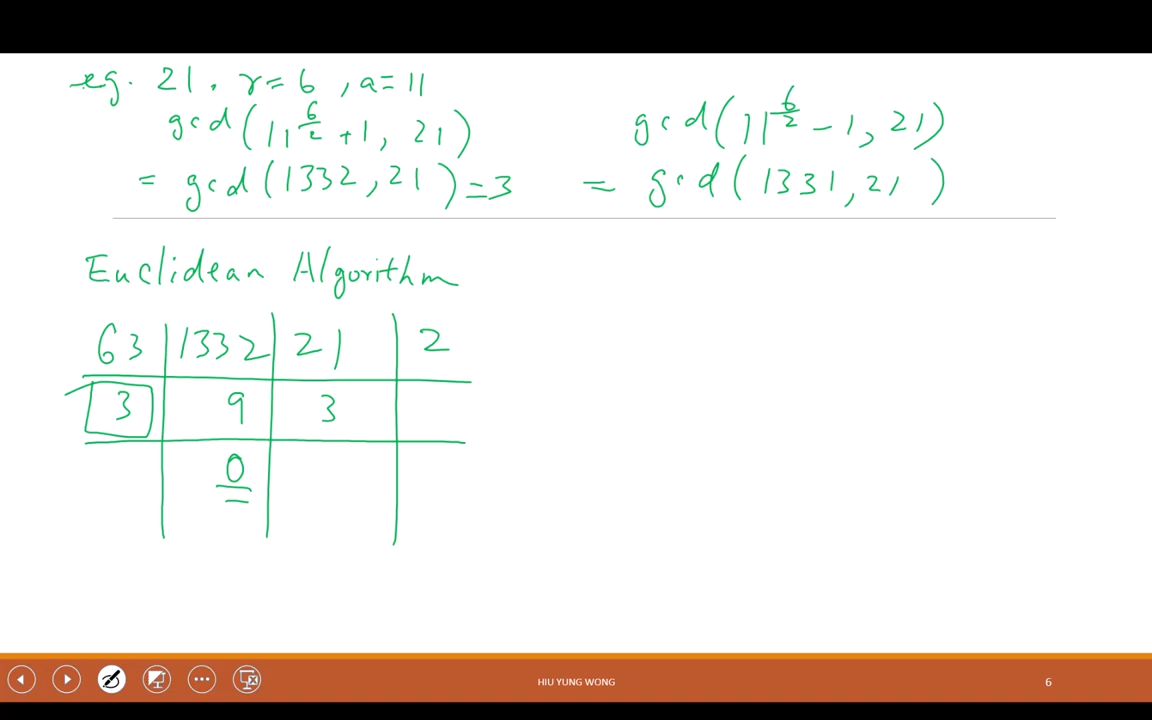 eg. 21. r = 6, a = 11
gcd(11^(6/2) + 1, 21)
= gcd(1332, 21) = 3
gcd(11^(6/2) - 1, 21)
= gcd(1331, 21)
Euclidean Algorithm
63 1332 21 2
3 9 3
0
HIU YUNG WONG
6